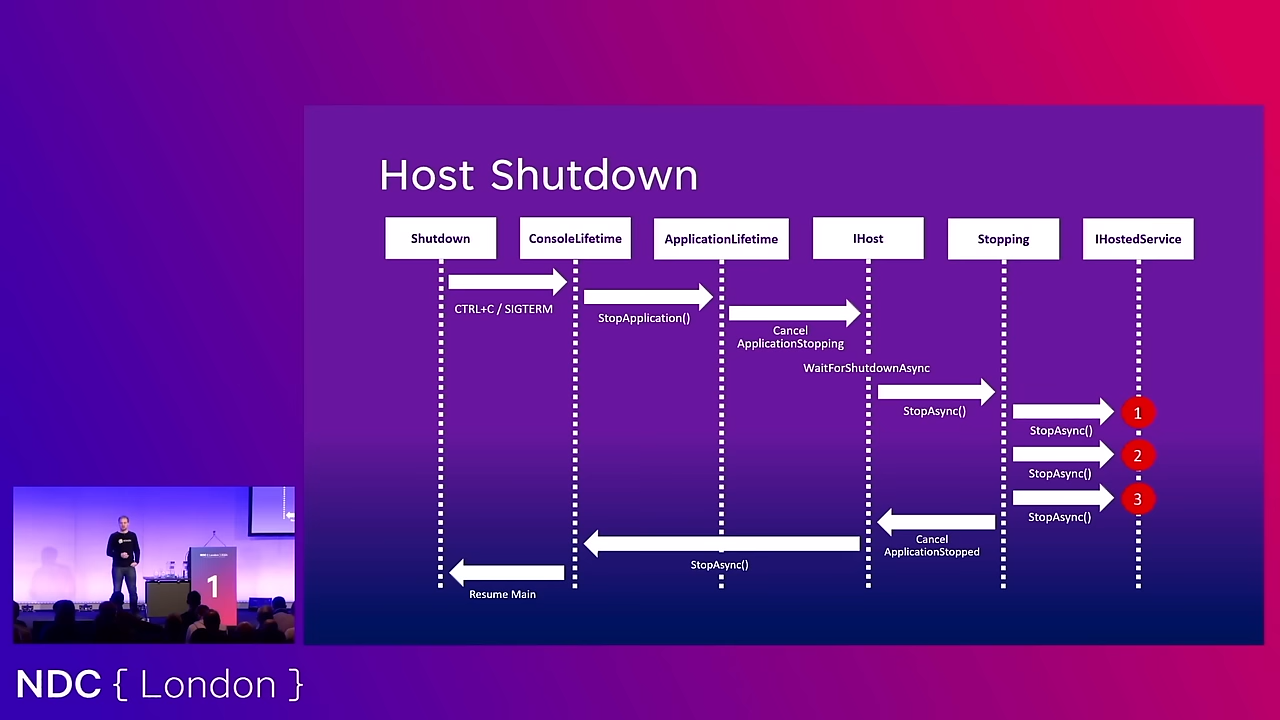 Host Shutdown
Shutdown
ConsoleLifetime
ApplicationLifetime
IHost
Stopping
IHostedService
CTRL+C / SIGTERM
StopApplication()
Cancel
ApplicationStopping
WaitForShutdownAsync
StopAsync()
1
StopAsync()
2
StopAsync()
3
StopAsync()
Cancel
ApplicationStopped
StopAsync()
Resume Main
1
NDC { London }